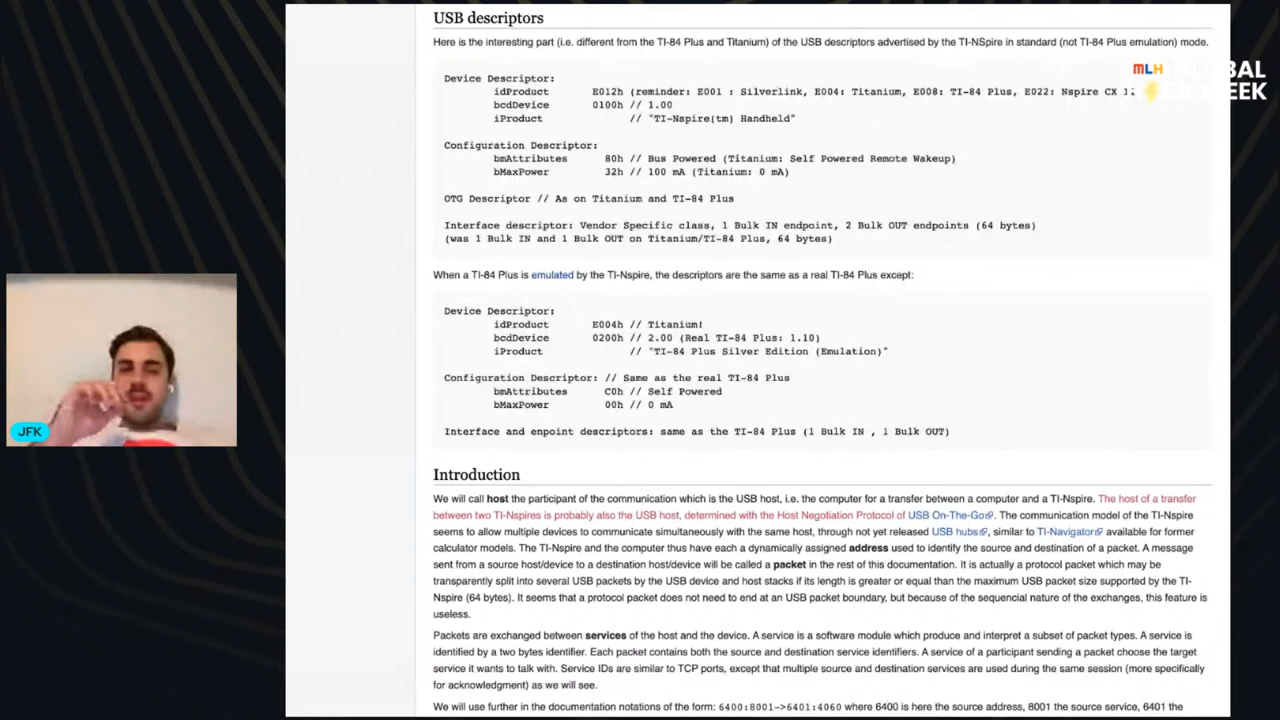 USB descriptors
Here is the interesting part (i.e. different from the TI-84 Plus and Titanium) of the USB descriptors advertised by the TI-NSpire in standard (not TI-84 Plus emulation) mode.
Device Descriptor:
idProduct E012h (reminder: E001 : Silverlink, E004: Titanium, E008: TI-84 Plus, E022: Nspire CX II
bcdDevice 0100h // 1.00
iProduct // "TI-Nspire(tm) Handheld"
Configuration Descriptor:
bmAttributes 80h // Bus Powered (Titanium: Self Powered Remote Wakeup)
bMaxPower 32h // 100 mA (Titanium: 0 mA)
OTG Descriptor // As on Titanium and TI-84 Plus
Interface descriptor: Vendor Specific class, 1 Bulk IN endpoint, 2 Bulk OUT endpoints (64 bytes)
(was 1 Bulk IN and 1 Bulk OUT on Titanium/TI-84 Plus, 64 bytes)
When a TI-84 Plus is emulated by the TI-Nspire, the descriptors are the same as a real TI-84 Plus except:
Device Descriptor:
idProduct E004h // Titanium!
bcdDevice 0200h // 2.00 (Real TI-84 Plus: 1.10)
iProduct // "TI-84 Plus Silver Edition (Emulation)"
Configuration Descriptor: // Same as the real TI-84 Plus
bmAttributes C0h // Self Powered
bMaxPower 00h // 0 mA
Interface and enpoint descriptors: same as the TI-84 Plus (1 Bulk IN , 1 Bulk OUT)
Introduction
We will call host the participant of the communication which is the USB host, i.e. the computer for a transfer between a computer and a TI-Nspire. The host of a transfer
between two TI-Nspires is probably also the USB host, determined with the Host Negotiation Protocol of USB On-The-Go. The communication model of the TI-Nspire
seems to allow multiple devices to communicate simultaneously with the same host, through not yet released USB hubs, similar to TI-Navigator available for former
calculator models. The TI-Nspire and the computer thus have each a dynamically assigned address used to identify the source and destination of a packet. A message
sent from a source host/device to a destination host/device will be called a packet in the rest of this documentation. It is actually a protocol packet which may be
transparently split into several USB packets by the USB device and host stacks if its length is greater or equal than the maximum USB packet size supported by the TI-
Nspire (64 bytes). It seems that a protocol packet does not need to end at an USB packet boundary, but because of the sequencial nature of the exchanges, this feature is
useless.
Packets are exchanged between services of the host and the device. A service is a software module which produce and interpret a subset of packet types. A service is
identified by a two bytes identifier. Each packet contains both the source and destination service identifiers. A service of a participant sending a packet choose the target
service it wants to talk with. Service IDs are similar to TCP ports, except that multiple source and destination services are used during the same session (more specifically
for acknowledgment) as we will see.
We will use further in the documentation notations of the form: 6400:8001->6401:4060 where 6400 is here the source address, 8001 the source service, 6401 the
MLH
JFK